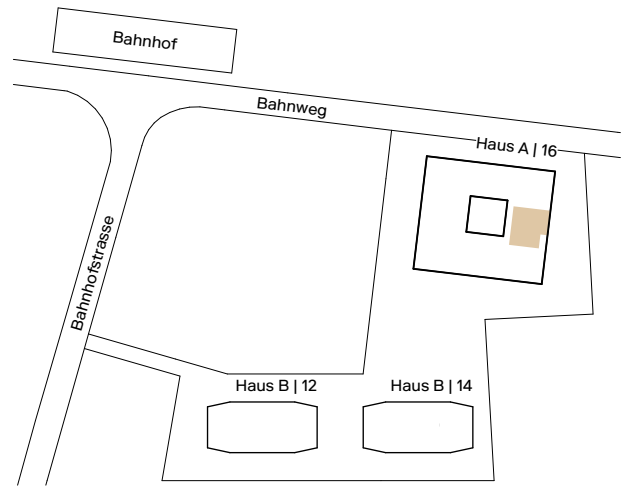 Bahnhof
Bahnweg
Haus A | 16
Bahnhofstrasse
Haus B | 12
Haus B | 14